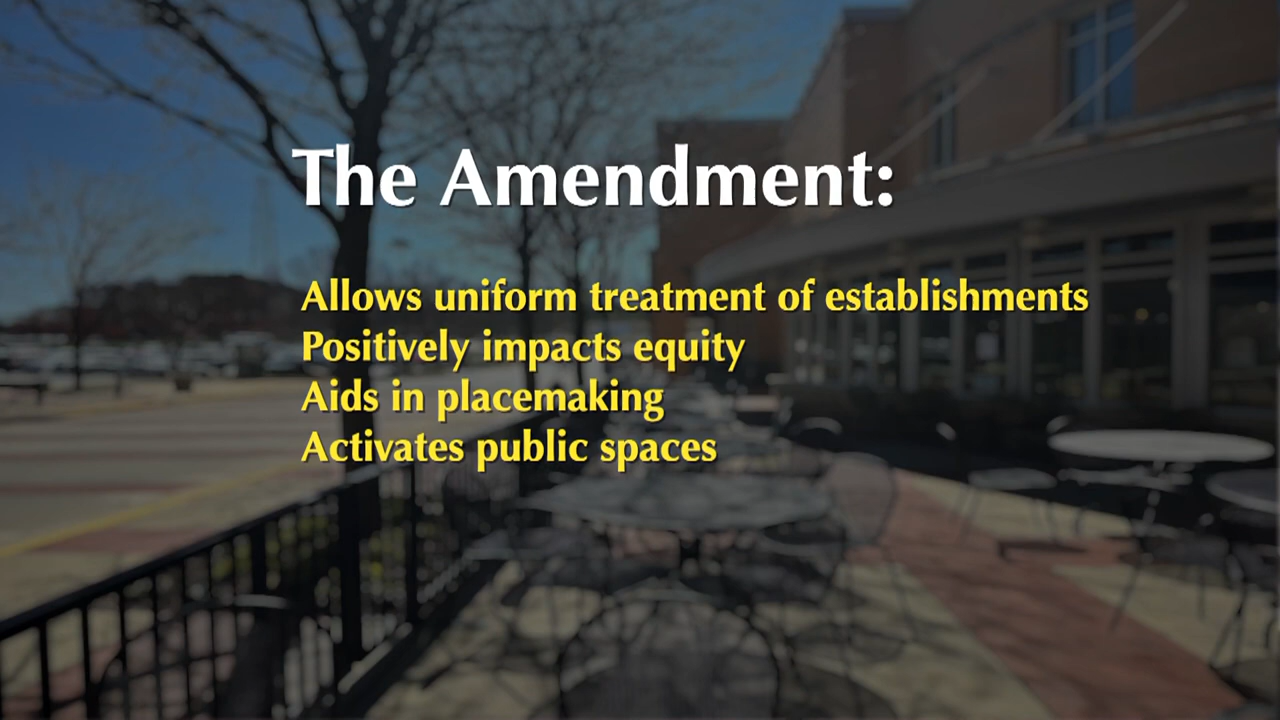 The Amendment:
Allows uniform treatment of establishments
Positively impacts equity
Aids in placemaking
Activates public spaces